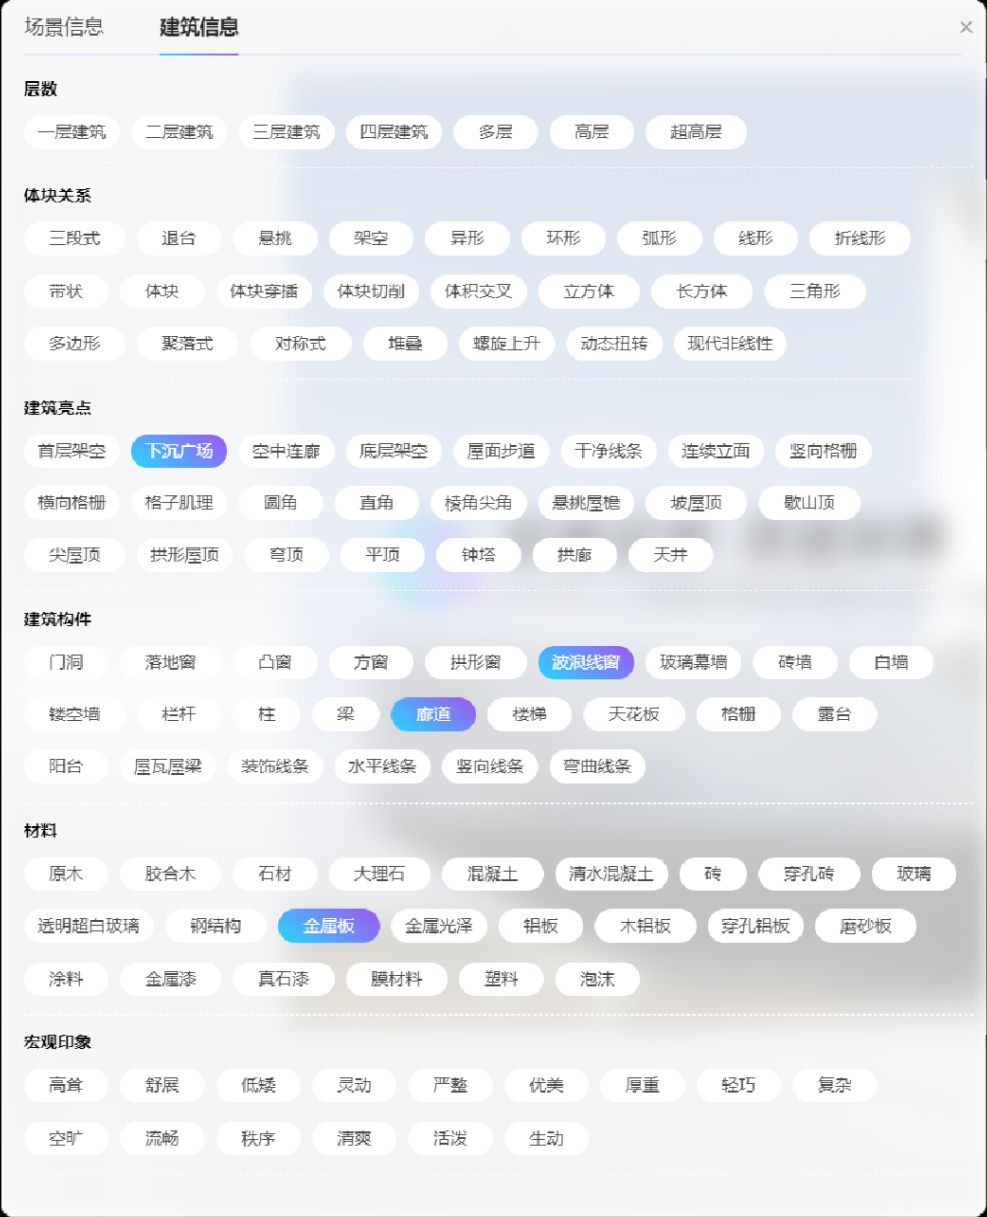 场景信息 建筑信息 ×
层数
一层建筑 二层建筑 三层建筑 四层建筑 多层 高层 超高层
体块关系
三段式 退台 悬挑 架空 异形 环形 弧形 线形 折线形
带状 体块 体块穿插 体块切削 体积交叉 立方体 长方体 三角形
多边形 聚落式 对称式 堆叠 螺旋上升 动态扭转 现代非线性
建筑亮点
首层架空 下沉广场 空中连廊 底层架空 屋面步道 干净线条 连续立面 竖向格栅
横向格栅 格子肌理 圆角 直角 棱角尖角 悬挑屋檐 坡屋顶 歇山顶
尖屋顶 拱形屋顶 穹顶 平顶 钟塔 拱廊 天井
建筑构件
门洞 落地窗 凸窗 方窗 拱形窗 波浪线窗 玻璃幕墙 砖墙 白墙
镂空墙 栏杆 柱 梁 廊道 楼梯 天花板 格栅 露台
阳台 屋瓦屋梁 装饰线条 水平线条 竖向线条 弯曲线条
材料
原木 胶合木 石材 大理石 混凝土 清水混凝土 砖 穿孔砖 玻璃
透明超白玻璃 钢结构 金属板 金属光泽 铝板 木铝板 穿孔铝板 磨砂板
涂料 金属漆 真石漆 膜材料 塑料 泡沫
宏观印象
高耸 舒展 低矮 灵动 严整 优美 厚重 轻巧 复杂
空旷 流畅 秩序 清爽 活泼 生动